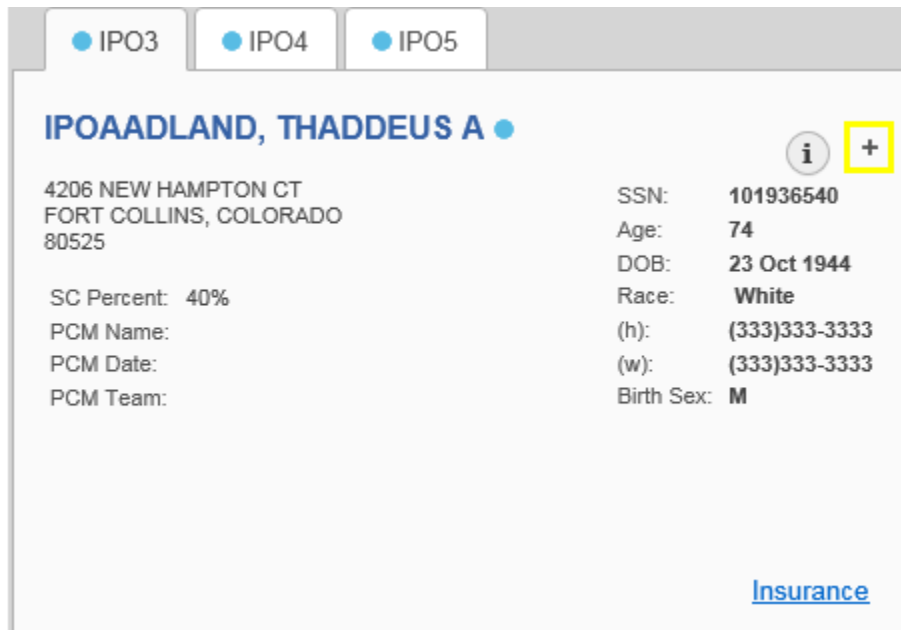 IPO3 IPO4 IPO5
IPOAADLAND, THADDEUS A
i +
4206 NEW HAMPTON CT
FORT COLLINS, COLORADO
80525
SC Percent: 40%
PCM Name:
PCM Date:
PCM Team:
SSN: 101936540
Age: 74
DOB: 23 Oct 1944
Race: White
(h): (333)333-3333
(w): (333)333-3333
Birth Sex: M
Insurance